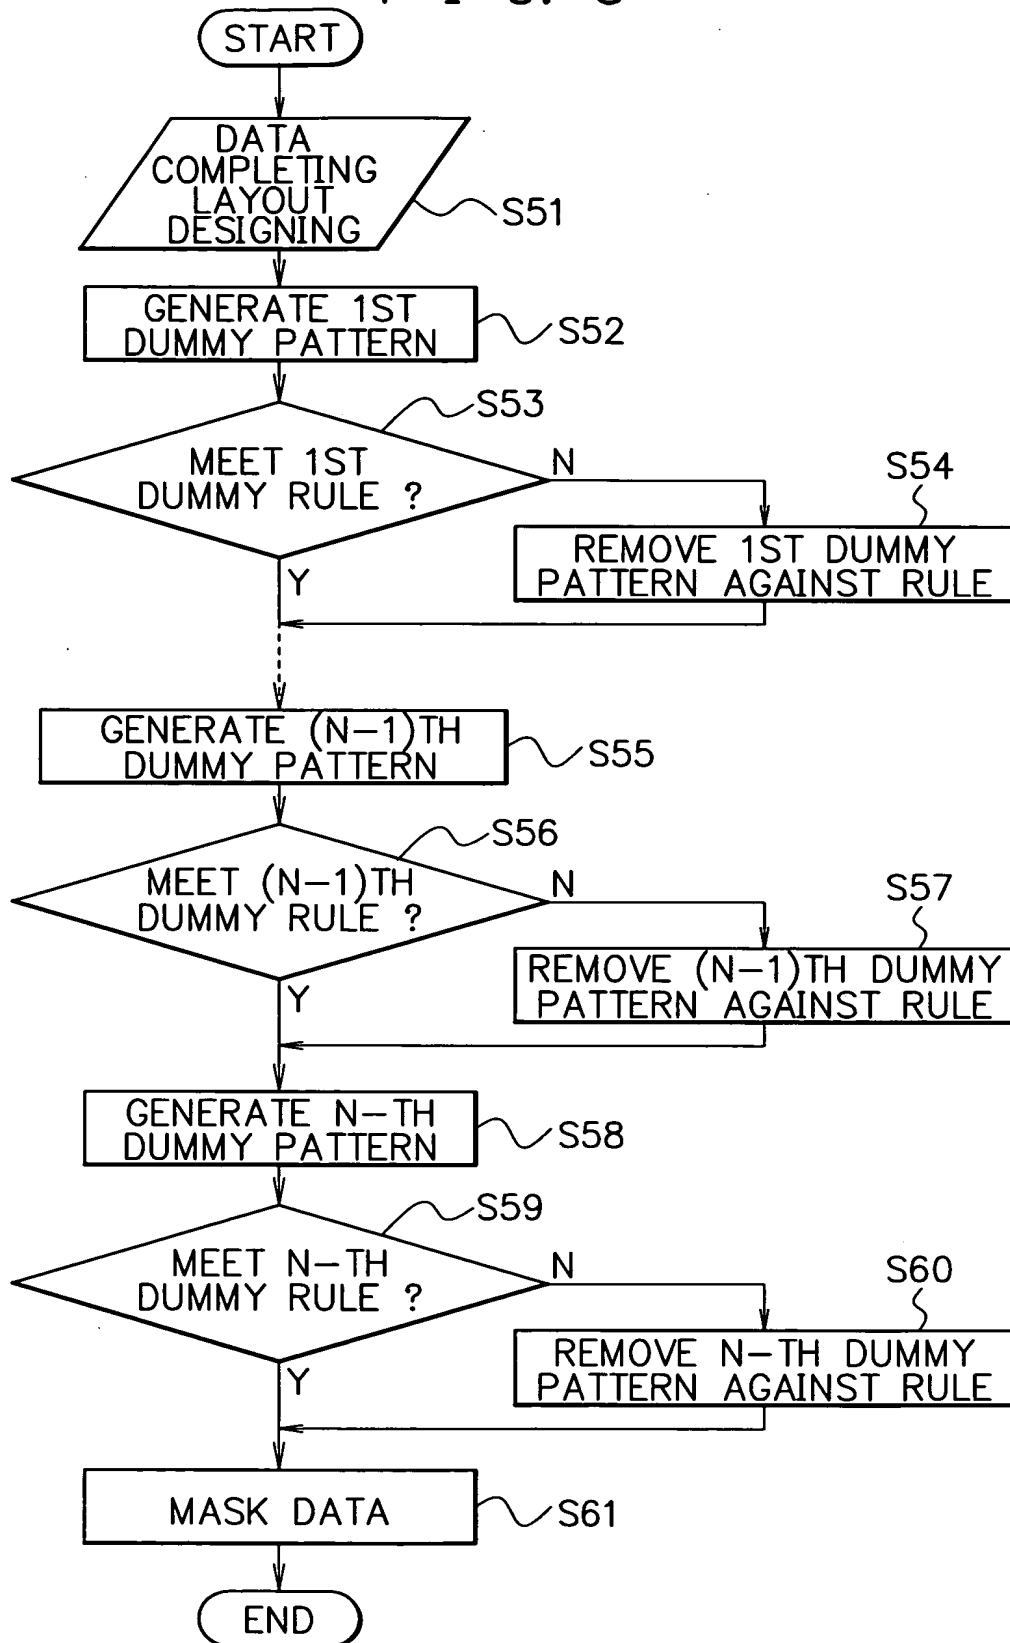 START
DATA
COMPLETING
LAYOUT
DESIGNING
S51
GENERATE 1ST
DUMMY PATTERN
S52
S53
MEET 1ST
DUMMY RULE ?
N
Y
S54
REMOVE 1ST DUMMY
PATTERN AGAINST RULE
GENERATE (N-1)TH
DUMMY PATTERN
S55
S56
MEET (N-1)TH
DUMMY RULE ?
N
Y
S57
REMOVE (N-1)TH DUMMY
PATTERN AGAINST RULE
GENERATE N-TH
DUMMY PATTERN
S58
S59
MEET N-TH
DUMMY RULE ?
N
Y
S60
REMOVE N-TH DUMMY
PATTERN AGAINST RULE
MASK DATA
S61
END